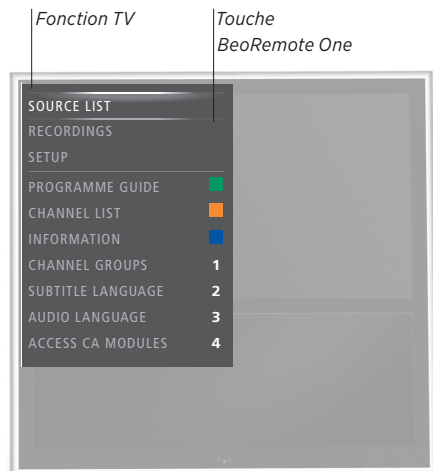 Fonction TV
Touche
BeoRemote One
SOURCE LIST
RECORDINGS
SETUP
PROGRAMME GUIDE
CHANNEL LIST
INFORMATION
CHANNEL GROUPS 1
SUBTITLE LANGUAGE 2
AUDIO LANGUAGE 3
ACCESS CA MODULES 4